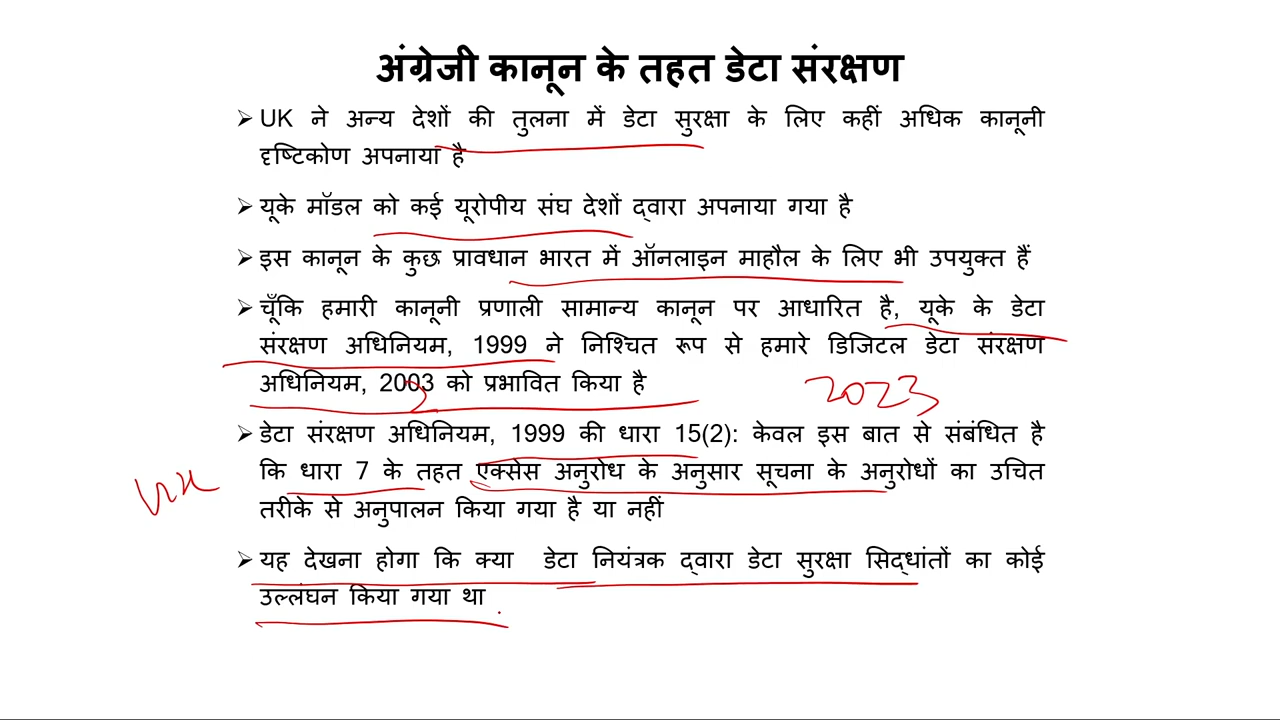 अंग्रेजी कानून के तहत डेटा संरक्षण
➢ UK ने अन्य देशों की तुलना में डेटा सुरक्षा के लिए कहीं अधिक कानूनी
दृष्टिकोण अपनाया है
➢ यूके मॉडल को कई यूरोपीय संघ देशों द्वारा अपनाया गया है
➢ इस कानून के कुछ प्रावधान भारत में ऑनलाइन माहौल के लिए भी उपयुक्त हैं
➢ चूँकि हमारी कानूनी प्रणाली सामान्य कानून पर आधारित है, यूके के डेटा
संरक्षण अधिनियम, 1999 ने निश्चित रूप से हमारे डिजिटल डेटा संरक्षण
अधिनियम, 2003 को प्रभावित किया है
2023
➢ डेटा संरक्षण अधिनियम, 1999 की धारा 15(2): केवल इस बात से संबंधित है
कि धारा 7 के तहत एक्सेस अनुरोध के अनुसार सूचना के अनुरोधों का उचित
तरीके से अनुपालन किया गया है या नहीं
➢ यह देखना होगा कि क्या डेटा नियंत्रक द्वारा डेटा सुरक्षा सिद्धांतों का कोई
उल्लंघन किया गया था